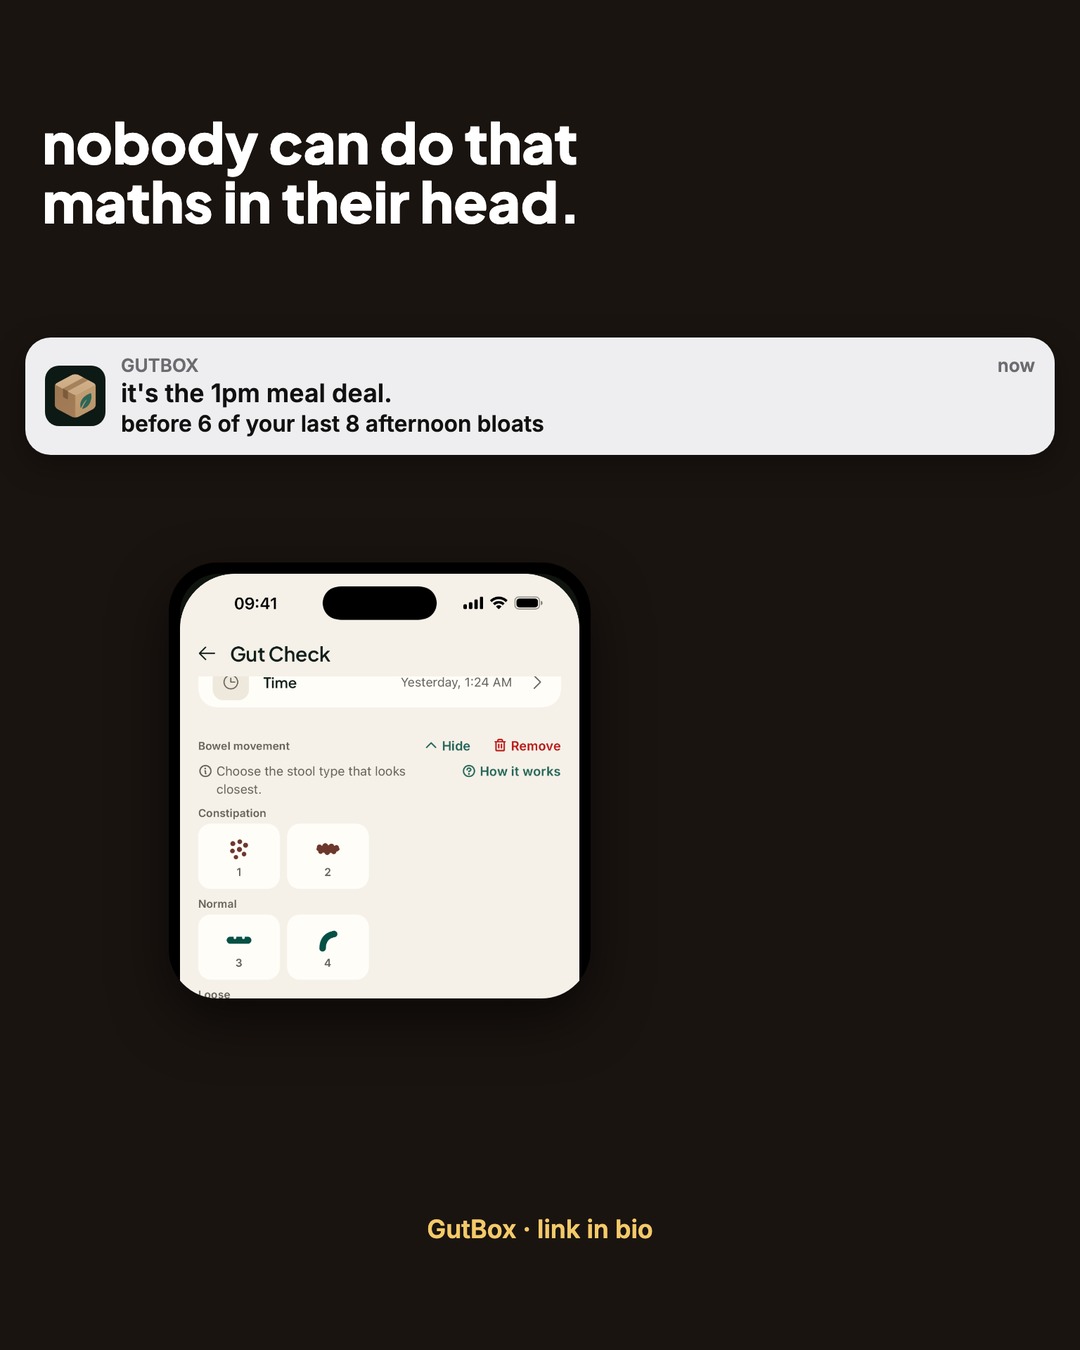 nobody can do that
maths in their head.
GUTBOX
now
it's the 1pm meal deal.
before 6 of your last 8 afternoon bloats
09:41
Gut Check
Time
Yesterday, 1:24 AM
Bowel movement
Hide
Remove
Choose the stool type that looks
closest.
How it works
Constipation
1
2
Normal
3
4
Loose
GutBox · link in bio